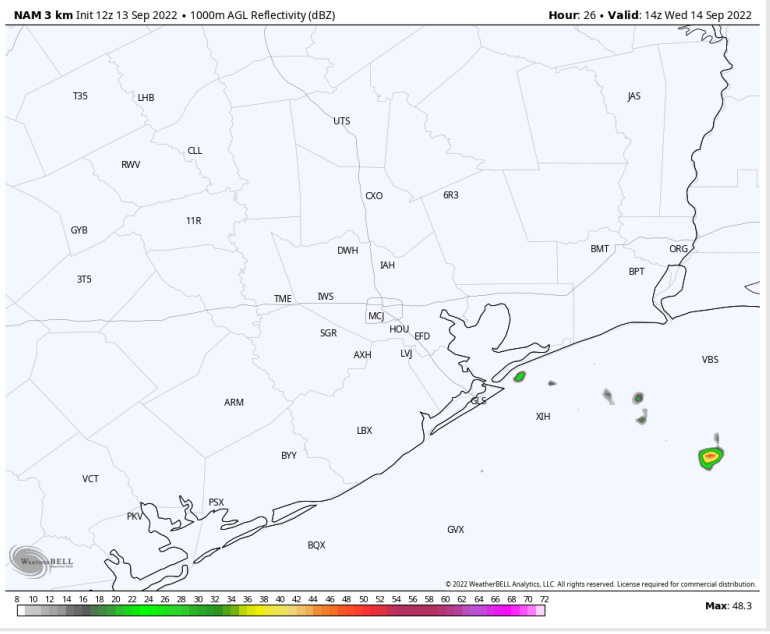 NAM 3 km Init 12z 13 Sep 2022 • 1000m AGL Reflectivity (dBZ)
Hour: 26 • Valid: 14z Wed 14 Sep 2022
T35
LHB
JAS
UTS
CLL
RWV
CXO
6R3
11R
GYB
DWH
BMT
ORG
IAH
BPT
3T5
TME
IWS
MCJ
SGR
HOU
EFD
AXH
LVJ
VBS
ARM
GLS
XIH
LBX
BYY
VCT
PSX
PKV
GVX
BQX
WEATHERBELL
© 2022 WeatherBELL Analytics, LLC. All rights reserved. License required for commercial distribution.
8 10 12 14 16 18 20 22 24 26 28 30 32 34 36 38 40 42 44 46 48 50 52 54 56 58 60 62 64 66 68 70 72
Max: 48.3